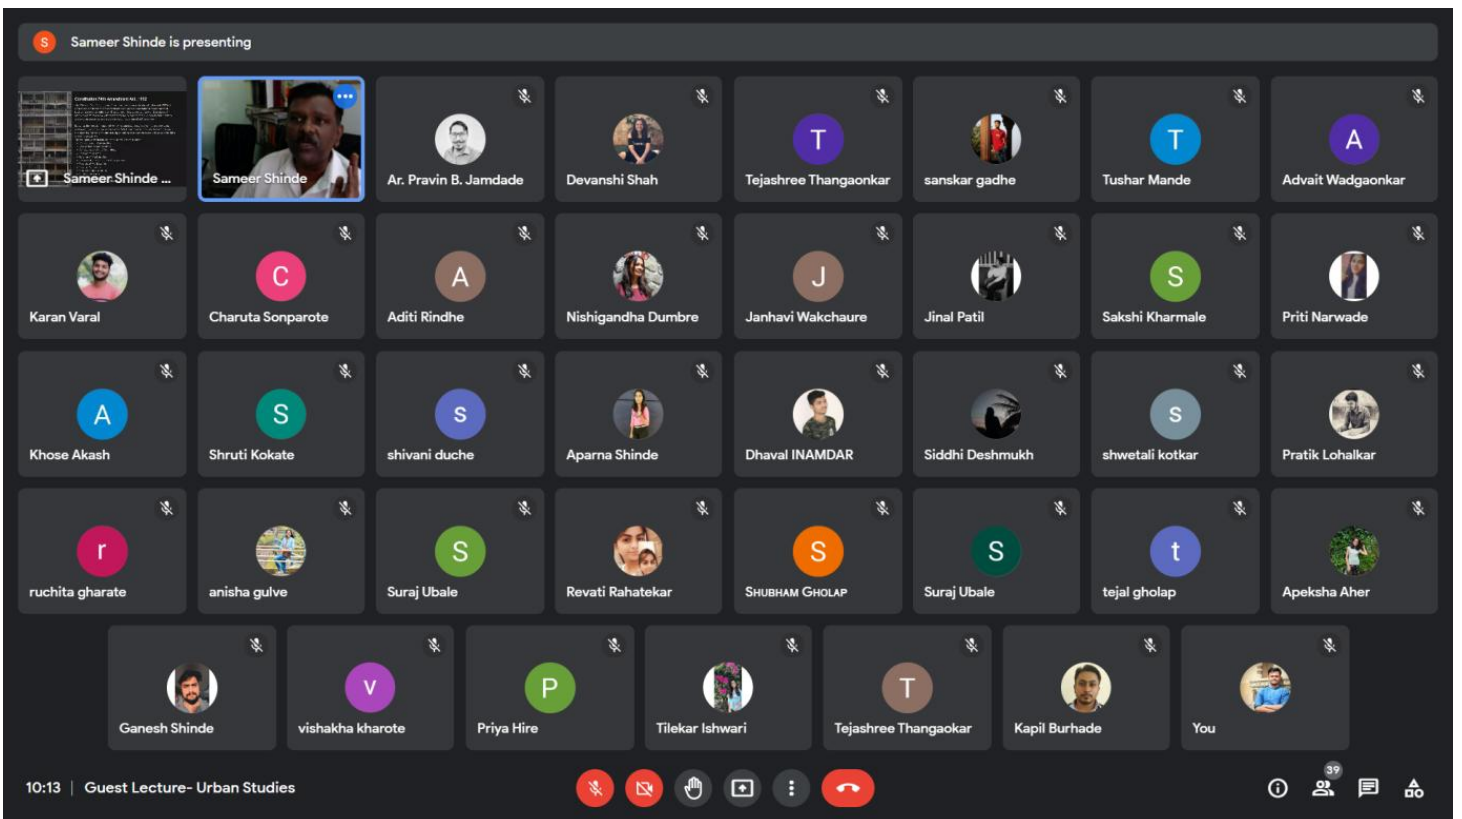 S Sameer Shinde is presenting
Sameer Shinde ...
Sameer Shinde
Ar. Pravin B. Jamdade
Devanshi Shah
T
Tejashree Thangaonkar
sanskar gadhe
T
Tushar Mande
A
Advait Wadgaonkar
Karan Varal
C
Charuta Sonparote
A
Aditi Rindhe
Nishigandha Dumbre
J
Janhavi Wakchaure
Jinal Patil
S
Sakshi Kharmale
Priti Narwade
A
Khose Akash
S
Shruti Kokate
s
shivani duche
Aparna Shinde
Dhaval INAMDAR
Siddhi Deshmukh
s
shwetali kotkar
Pratik Lohalkar
r
ruchita gharate
anisha gulve
S
Suraj Ubale
Revati Rahatekar
S
SHUBHAM GHOLAP
S
Suraj Ubale
t
tejal gholap
Apeksha Aher
Ganesh Shinde
v
vishakha kharote
P
Priya Hire
Tilekar Ishwari
T
Tejashree Thangaokar
Kapil Burhade
You
10:13 | Guest Lecture- Urban Studies
39